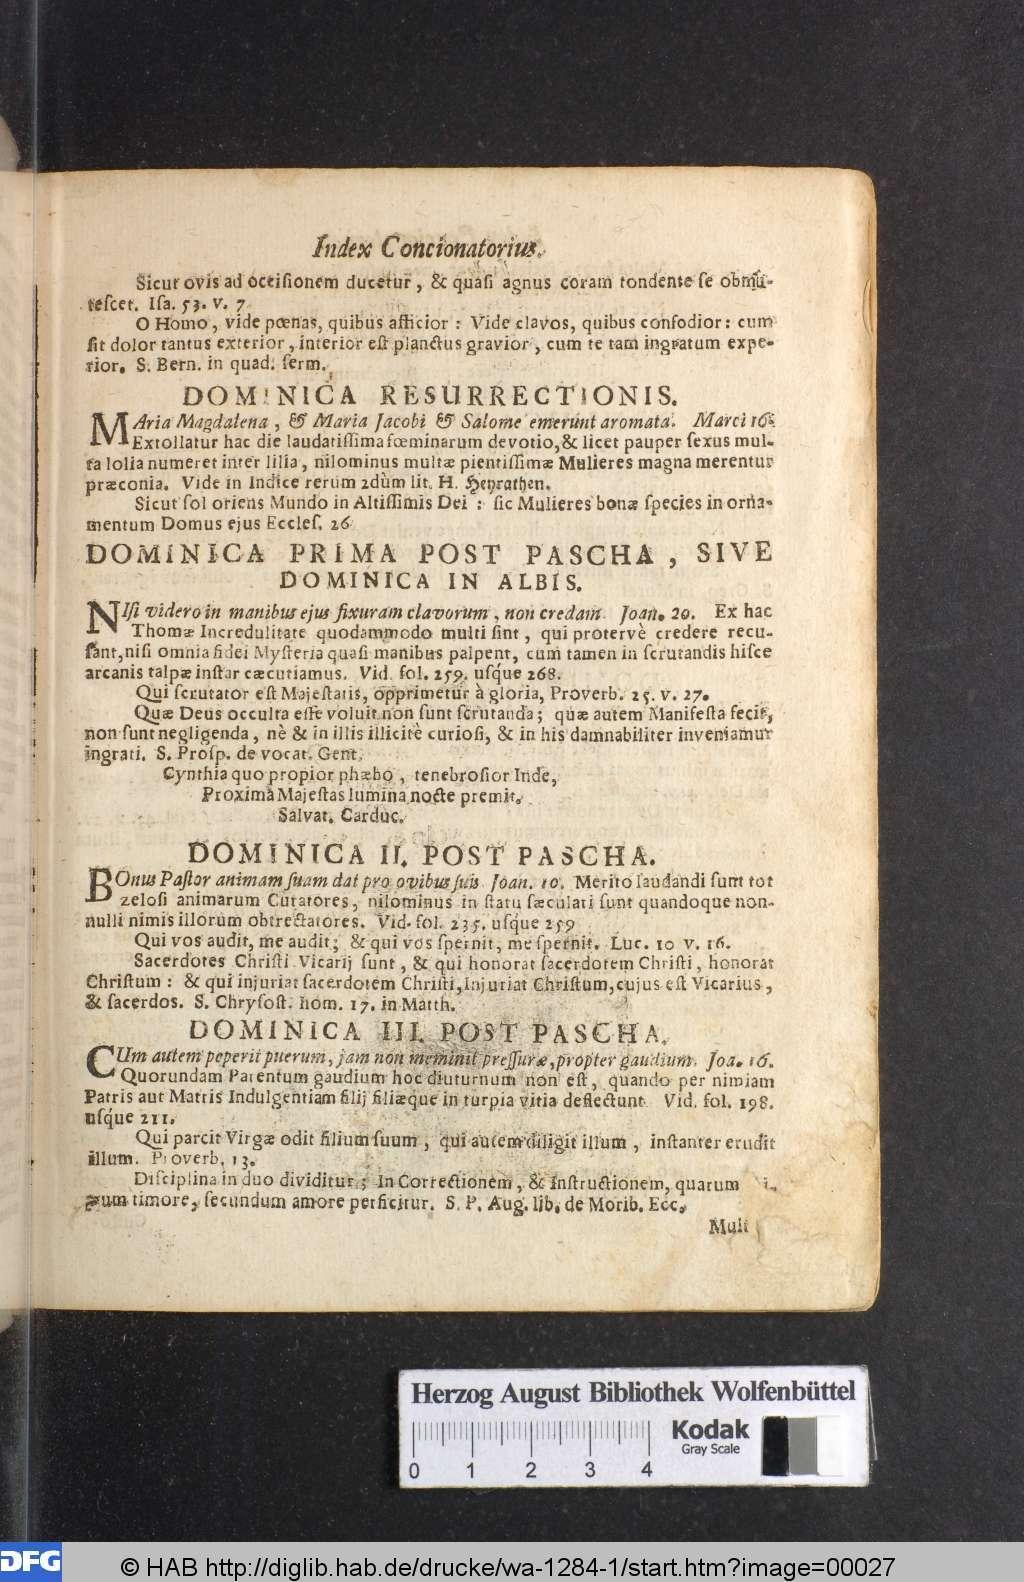 Index Concionatorius.
Sicut ovis ad occisionem ducetur, & quasi agnus coram tondente se obmu-
tescet. Isa. 53. v. 7
O Homo, vide pœnas, quibus afficior: Vide clavos, quibus confodior: cum
sit dolor tantus exterior, interior est planctus gravior, cum te tam ingratum expe-
rior. S. Bern. in quad. serm.
DOMINICA RESURRECTIONIS.
MAria Magdalena, & Maria Jacobi & Salome emerunt aromata. Marci 16.
Extollatur hac die laudatissima fœminarum devotio, & licet pauper sexus mul-
ta lolia numeret inter lilia, nilominus multæ pientissimæ Mulieres magna merentur
præconia. Vide in Indice rerum 2dùm lit. H. Heyrathen.
Sicut sol oriens Mundo in Altissimis Dei: sic Mulieres bonæ species in orna-
mentum Domus ejus Eccles. 26
DOMINICA PRIMA POST PASCHA, SIVE
DOMINICA IN ALBIS.
NIsi videro in manibus ejus fixuram clavorum, non credam. Joan. 20. Ex hac
Thomæ Incredulitate quodammodo multi sint, qui protervè credere recu-
sant, nisi omnia fidei Mysteria quasi manibus palpent, cum tamen in scrutandis hisce
arcanis talpæ instar cæcutiamus. Vid. fol. 259. usque 268.
Qui scrutator est Majestatis, opprimetur à gloria, Proverb. 25. v. 27.
Quæ Deus occulta esse voluit non sunt scrutanda; quæ autem Manifesta fecit,
non sunt negligenda, nè & in illis illicitè curiosi, & in his damnabiliter inveniamur
ingrati. S. Prosp. de vocat. Gent.
Cynthia quo propior phæbo, tenebrosior Inde,
Proxima Majestas lumina nocte premit.
Salvat. Carduc.
DOMINICA II. POST PASCHA.
BOnus Pastor animam suam dat pro ovibus suis Joan. 10. Merito laudandi sunt tot
zelosi animarum Curatores, nilominus in statu sæculari sunt quandoque non-
nulli nimis illorum obtrectatores. Vid. fol. 235. usque 259
Qui vos audit, me audit; & qui vos spernit, me spernit. Luc. 10 v. 16.
Sacerdotes Christi Vicarij sunt, & qui honorat sacerdotem Christi, honorat
Christum: & qui injuriat sacerdotem Christi, Injuriat Christum, cujus est Vicarius,
& sacerdos. S. Chrysost. hom. 17. in Matth.
DOMINICA III. POST PASCHA.
CUm autem peperit puerum, jam non meminit pressuræ, propter gaudium. Joa. 16.
Quorundam Parentum gaudium hoc diuturnum non est, quando per nimiam
Patris aut Matris Indulgentiam filij filiæque in turpia vitia deflectunt Vid. fol. 198.
usque 211.
Qui parcit Virgæ odit filium suum, qui autem diligit illum, instanter erudit
illum. Proverb. 13.
Disciplina in duo dividitur; In Correctionem, & Instructionem, quarum
timore, secundum amore perficitur. S. P. Aug. lib. de Morib. Ecc.
Mult
Herzog August Bibliothek Wolfenbüttel
Kodak
Gray Scale
0 1 2 3 4
DFG
© HAB http://diglib.hab.de/drucke/wa-1284-1/start.htm?image=00027